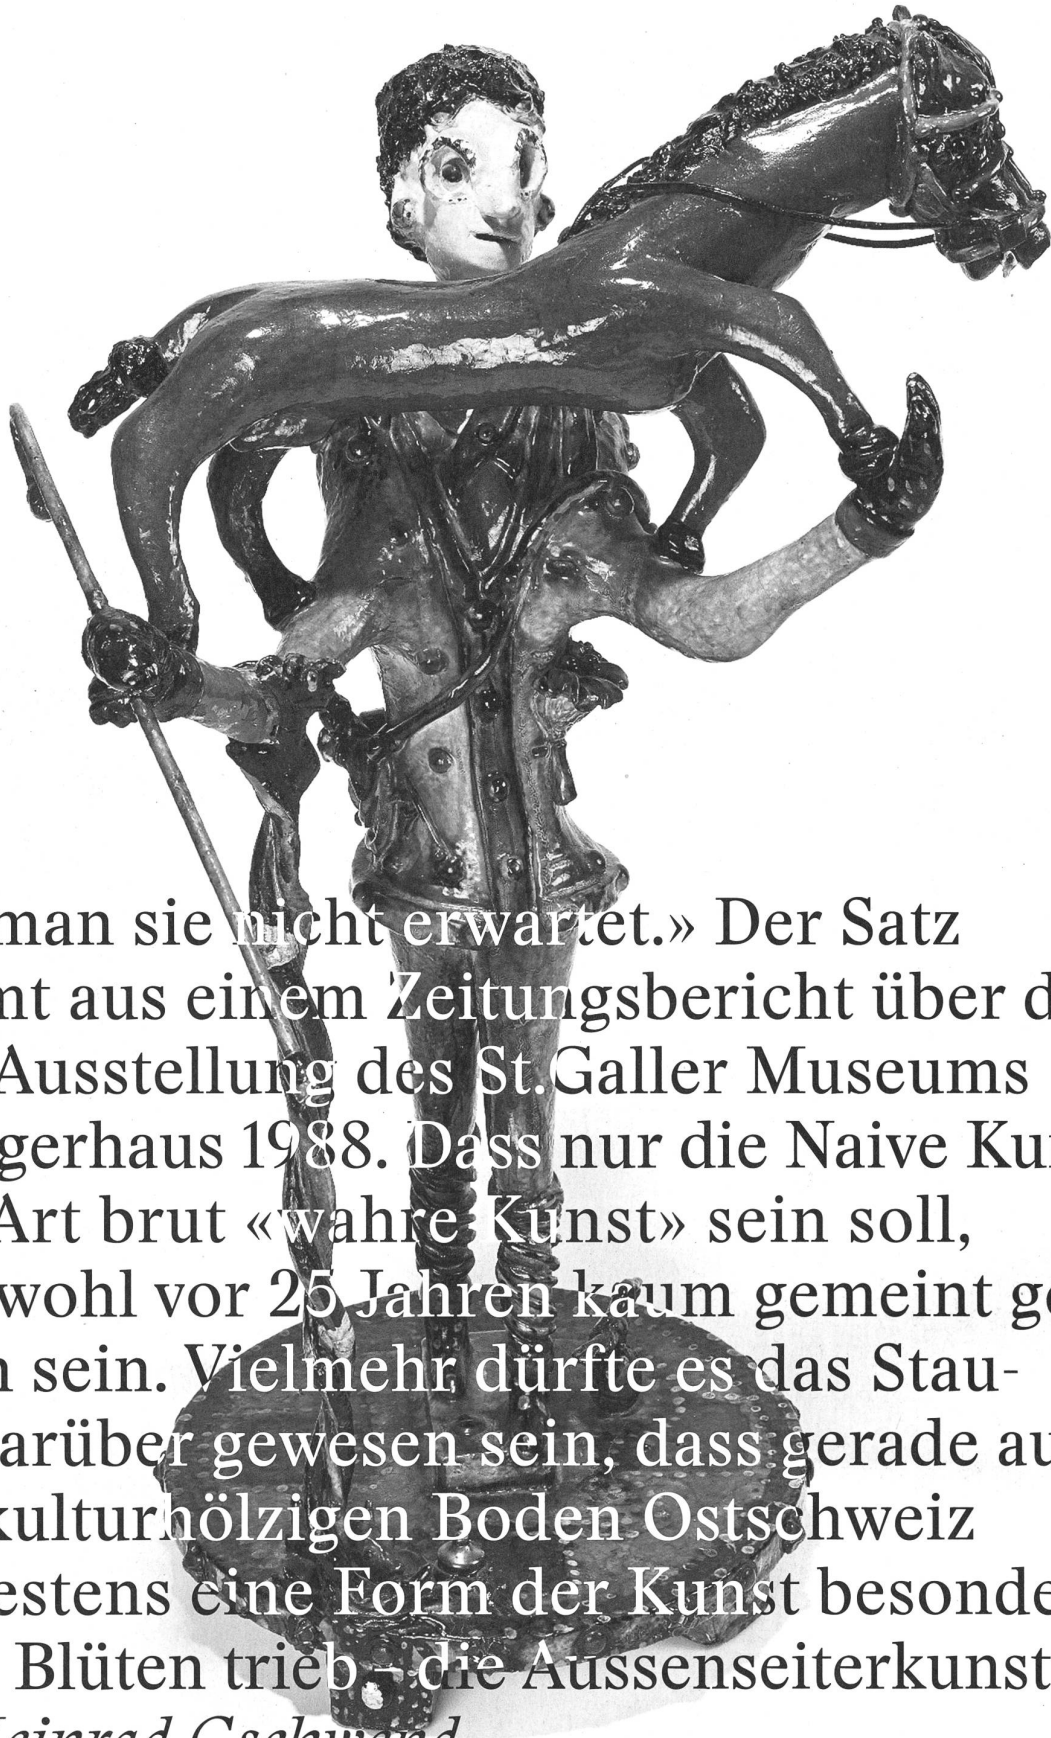 man sie nicht erwartet.» Der Satz
mt aus einem Zeitungsbericht über d
Ausstellung des St.Galler Museums
gerhaus 1988. Dass nur die Naive Ku
Art brut «wahre Kunst» sein soll,
wohl vor 25 Jahren kaum gemeint ge
n sein. Vielmehr dürfte es das Stau-
arüber gewesen sein, dass gerade au
kulturhölzigen Boden Ostschweiz
estens eine Form der Kunst besonde
Blüten trieb – die Aussenseiterkunst
einrad Gschwend